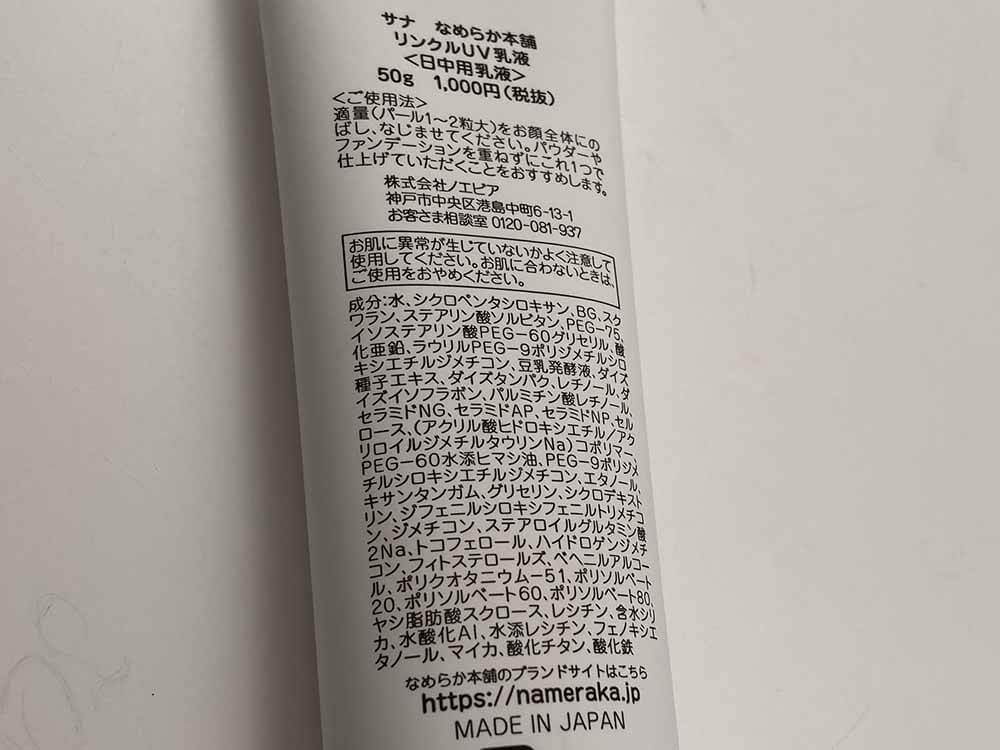 サナ なめらか本舗
リンクルUV乳液
<日中用乳液>
50g 1,000円(税抜)
<ご使用法>
適量(パール1〜2粒大)をお顔全体にの
ばし、なじませてください。パウダーや
ファンデーションを重ねずにこれ1つで
仕上げていただくことをおすすめします。
株式会社ノエビア
神戸市中央区港島中町6-13-1
お客さま相談室 0120-081-937
お肌に異常が生じていないかよく注意して
使用してください。お肌に合わないときは、
ご使用をおやめください。
成分:水、シクロペンタシロキサン、BG、スク
ワラン、ステアリン酸ソルビタン、PEG-75、
イソステアリン酸PEG-60グリセリル、酸
化亜鉛、ラウリルPEG-9ポリジメチルシロ
キシエチルジメチコン、豆乳発酵液、ダイズ
種子エキス、ダイズタンパク、レチノール、ダ
イズイソフラボン、パルミチン酸レチノール、
セラミドNG、セラミドAP、セラミドNP、セル
ロース、(アクリル酸ヒドロキシエチル/アク
リロイルジメチルタウリンNa)コポリマー、
PEG-60水添ヒマシ油、PEG-9ポリジメ
チルシロキシエチルジメチコン、エタノール、
キサンタンガム、グリセリン、シクロデキスト
リン、ジフェニルシロキシフェニルトリメチコ
ン、ジメチコン、ステアロイルグルタミン酸
2Na、トコフェロール、ハイドロゲンジメチ
コン、フィトステロールズ、ベヘニルアルコー
ル、ポリクオタニウム-51、ポリソルベート
20、ポリソルベート60、ポリソルベート80、
ヤシ脂肪酸スクロース、レシチン、含水シリ
カ、水酸化Al、水添レシチン、フェノキシエ
タノール、マイカ、酸化チタン、酸化鉄
なめらか本舗のブランドサイトはこちら
https://nameraka.jp
MADE IN JAPAN